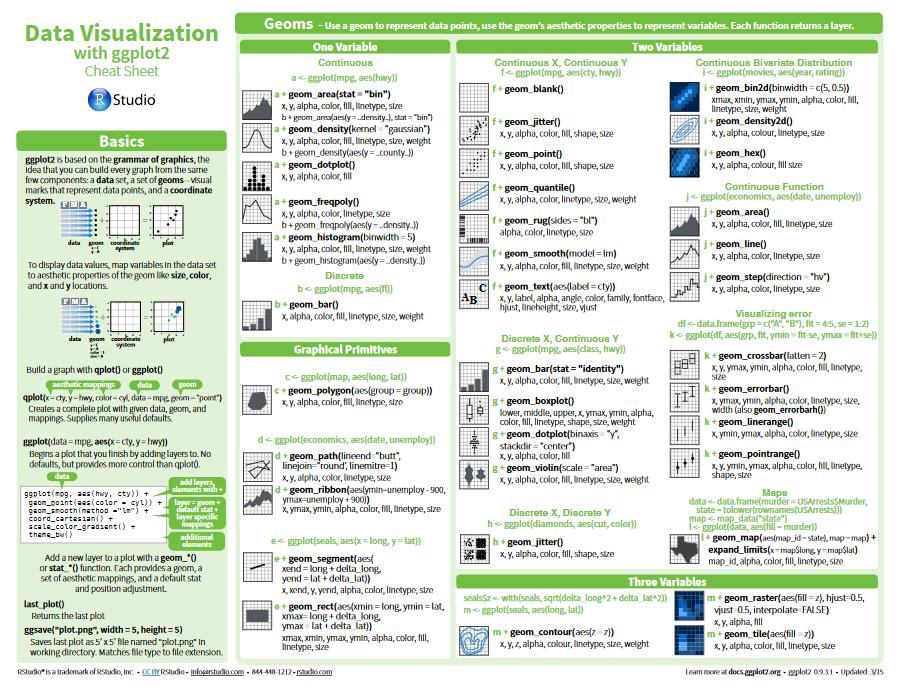 Data Visualization
with ggplot2
Cheat Sheet
R Studio®
Basics
ggplot2 is based on the grammar of graphics, the
idea that you can build every graph from the same
few components: a data set, a set of geoms—visual
marks that represent data points, and a coordinate
system.
F M A
data geom coordinate system plot
x = F
y = A
To display data values, map variables in the data set
to aesthetic properties of the geom like size, color,
and x and y locations.
F M A
data geom coordinate system plot
x = F
y = A
Build a graph with qplot() or ggplot()
aesthetic mappings data geom
qplot(x = cty, y = hwy, color = cyl, data = mpg, geom = "point")
Creates a complete plot with given data, geom, and
mappings. Supplies many useful defaults.
ggplot(data = mpg, aes(x = cty, y = hwy))
Begins a plot that you finish by adding layers to. No
defaults, but provides more control than qplot().
data
ggplot(mpg, aes(hwy, cty)) +
geom_point(aes(color = cyl)) +
geom_smooth(method ="lm") +
coord_cartesian() +
scale_color_gradient() +
theme_bw()
add layers,
elements with +
layer = geom +
default stat +
layer specific
mappings
additional
elements
Add a new layer to a plot with a geom_*()
or stat_*() function. Each provides a geom, a
set of aesthetic mappings, and a default stat
and position adjustment.
last_plot()
Returns the last plot
ggsave("plot.png", width = 5, height = 5)
Saves last plot as 5' x 5' file named "plot.png" in
working directory. Matches file type to file extension.
Geoms - Use a geom to represent data points, use the geom's aesthetic properties to represent variables. Each function returns a layer.
One Variable
Continuous
a <- ggplot(mpg, aes(hwy))
a + geom_area(stat = "bin")
x, y, alpha, color, fill, linetype, size
b + geom_area(aes(y = ..density..), stat = "bin")
a + geom_density(kernel = "gaussian")
x, y, alpha, color, fill, linetype, size, weight
b + geom_density(aes(y = ..county..))
a + geom_dotplot()
x, y, alpha, color, fill
a + geom_freqpoly()
x, y, alpha, color, linetype, size
b + geom_freqpoly(aes(y = ..density..))
a + geom_histogram(binwidth = 5)
x, y, alpha, color, fill, linetype, size, weight
b + geom_histogram(aes(y = ..density..))
Discrete
b <- ggplot(mpg, aes(fl))
b + geom_bar()
x, alpha, color, fill, linetype, size, weight
Graphical Primitives
c <- ggplot(map, aes(long, lat))
c + geom_polygon(aes(group = group))
x, y, alpha, color, fill, linetype, size
d <- ggplot(economics, aes(date, unemploy))
d + geom_path(lineend="butt",
linejoin="round', linemitre=1)
x, y, alpha, color, linetype, size
d + geom_ribbon(aes(ymin=unemploy - 900,
ymax=unemploy + 900))
x, ymax, ymin, alpha, color, fill, linetype, size
e <- ggplot(seals, aes(x = long, y = lat))
e + geom_segment(aes(
xend = long + delta_long,
yend = lat + delta_lat))
x, xend, y, yend, alpha, color, linetype, size
e + geom_rect(aes(xmin = long, ymin = lat,
xmax= long + delta_long,
ymax = lat + delta_lat))
xmax, xmin, ymax, ymin, alpha, color, fill,
linetype, size
Two Variables
Continuous X, Continuous Y
f <- ggplot(mpg, aes(cty, hwy))
f + geom_blank()
f + geom_jitter()
x, y, alpha, color, fill, shape, size
f + geom_point()
x, y, alpha, color, fill, shape, size
f + geom_quantile()
x, y, alpha, color, linetype, size, weight
f + geom_rug(sides = "bl")
alpha, color, linetype, size
f + geom_smooth(model = lm)
x, y, alpha, color, fill, linetype, size, weight
A B C
f + geom_text(aes(label = cty))
x, y, label, alpha, angle, color, family, fontface,
hjust, lineheight, size, vjust
Discrete X, Continuous Y
g <- ggplot(mpg, aes(class, hwy))
g + geom_bar(stat = "identity")
x, y, alpha, color, fill, linetype, size, weight
g + geom_boxplot()
lower, middle, upper, x, ymax, ymin, alpha,
color, fill, linetype, shape, size, weight
g + geom_dotplot(binaxis = "y",
stackdir = "center")
x, y, alpha, color, fill
g + geom_violin(scale = "area")
x, y, alpha, color, fill, linetype, size, weight
Discrete X, Discrete Y
h <- ggplot(diamonds, aes(cut, color))
h + geom_jitter()
x, y, alpha, color, fill, shape, size
Continuous Bivariate Distribution
i <- ggplot(movies, aes(year, rating))
i + geom_bin2d(binwidth = c(5, 0.5))
xmax, xmin, ymax, ymin, alpha, color, fill,
linetype, size, weight
i + geom_density2d()
x, y, alpha, colour, linetype, size
i + geom_hex()
x, y, alpha, colour, fill size
Continuous Function
j <- ggplot(economics, aes(date, unemploy))
j + geom_area()
x, y, alpha, color, fill, linetype, size
j + geom_line()
x, y, alpha, color, linetype, size
j + geom_step(direction = "hv")
x, y, alpha, color, linetype, size
Visualizing error
df <- data.frame(grp = c("A", "B"), fit = 4:5, se = 1:2)
k <- ggplot(df, aes(grp, fit, ymin = fit-se, ymax = fit+se))
k + geom_crossbar(fatten = 2)
x, y, ymax, ymin, alpha, color, fill, linetype,
size
k + geom_errorbar()
x, ymax, ymin, alpha, color, linetype, size,
width (also geom_errorbarh())
k + geom_linerange()
x, ymin, ymax, alpha, color, linetype, size
k + geom_pointrange()
x, y, ymin, ymax, alpha, color, fill, linetype,
shape, size
Maps
data <- data.frame(murder = USArrests$Murder,
state = tolower(rownames(USArrests)))
map <- map_data("state")
l <- ggplot(data, aes(fill = murder))
l + geom_map(aes(map_id = state), map = map) +
expand_limits(x = map$long, y = map$lat)
map_id, alpha, color, fill, linetype, size
Three Variables
seals$z <- with(seals, sqrt(delta_long^2 + delta_lat^2))
m <- ggplot(seals, aes(long, lat))
m + geom_contour(aes(z = z))
x, y, z, alpha, colour, linetype, size, weight
m + geom_raster(aes(fill = z), hjust=0.5,
vjust=0.5, interpolate=FALSE)
x, y, alpha, fill
m + geom_tile(aes(fill = z))
x, y, alpha, color, fill, linetype, size
RStudio® is a trademark of RStudio, Inc. • CC BY RStudio • info@rstudio.com • 844-448-1212 • rstudio.com
Learn more at docs.ggplot2.org • ggplot2 0.9.3.1 • Updated: 3/15